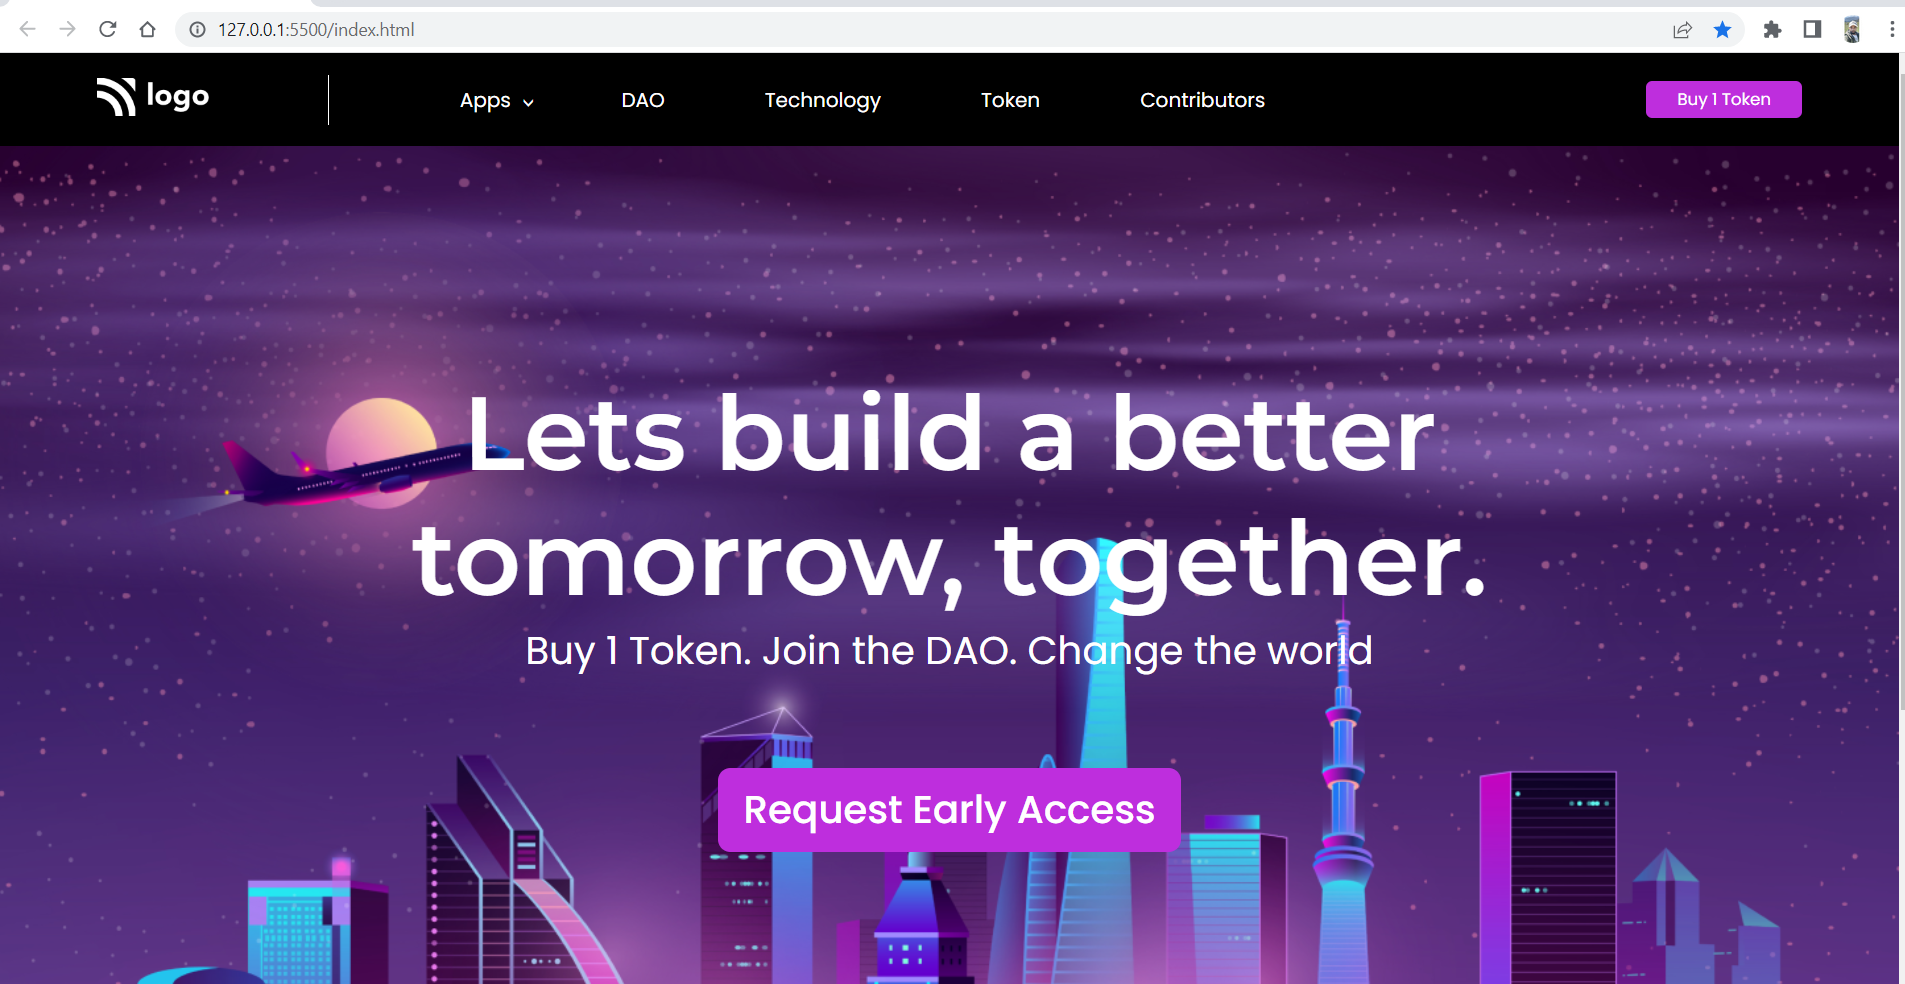 127.0.0.1:5500/index.html
logo
Apps
DAO
Technology
Token
Contributors
Buy 1 Token
Lets build a better
tomorrow, together.
Buy 1 Token. Join the DAO. Change the world
Request Early Access